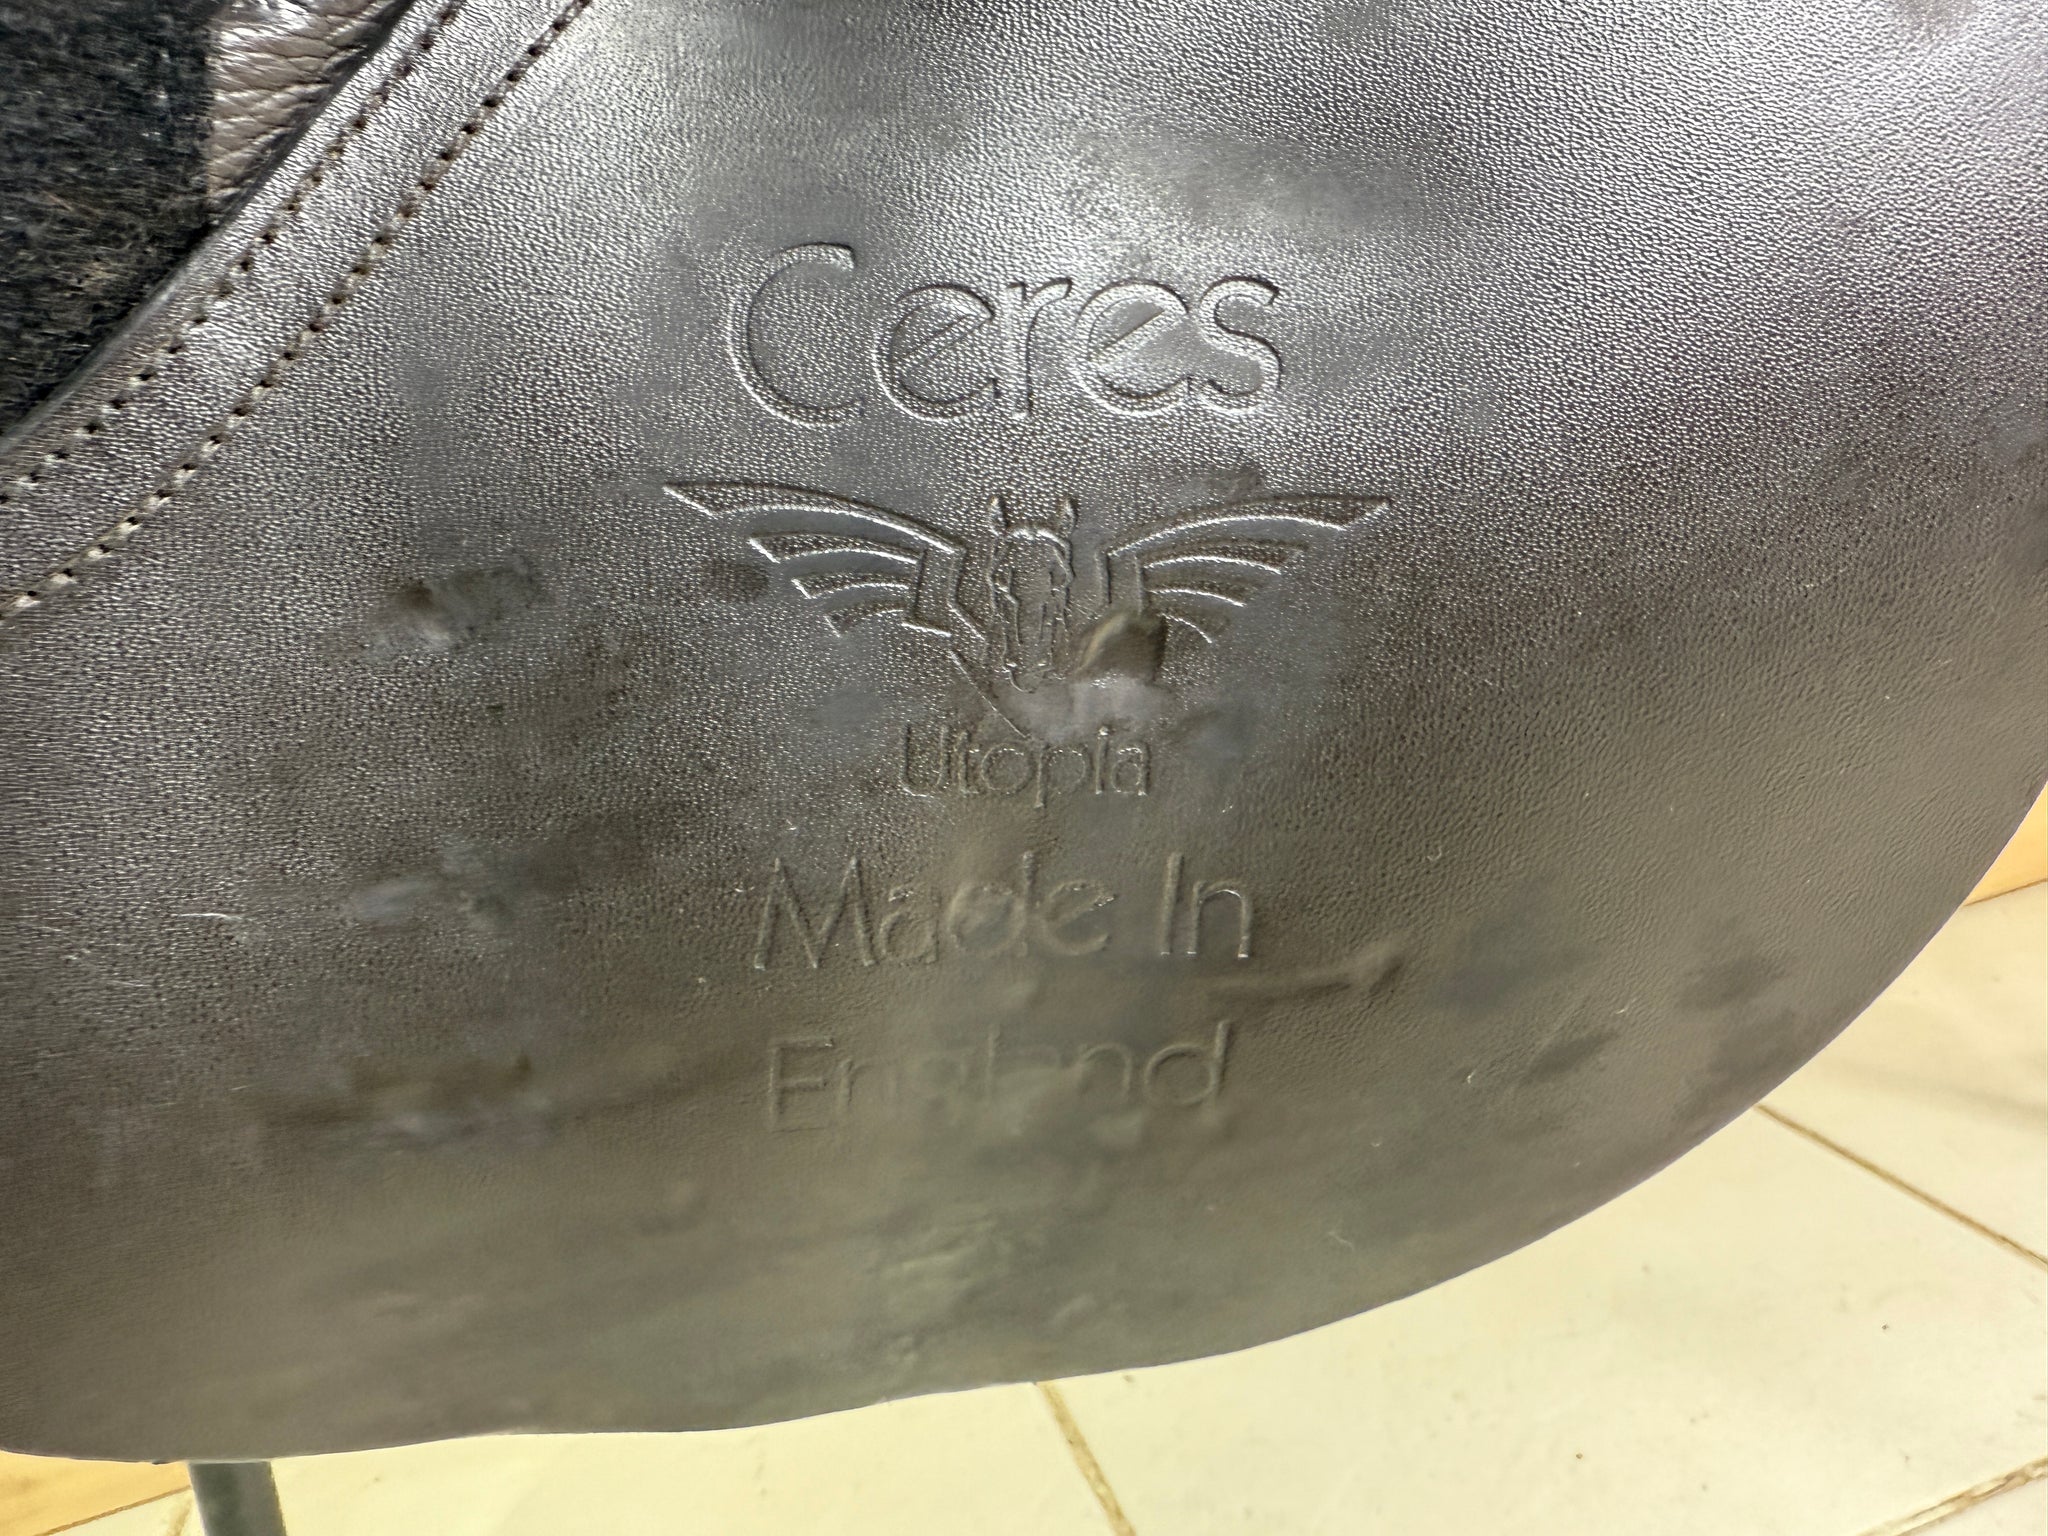 Ceres
Utopia
Made In
England